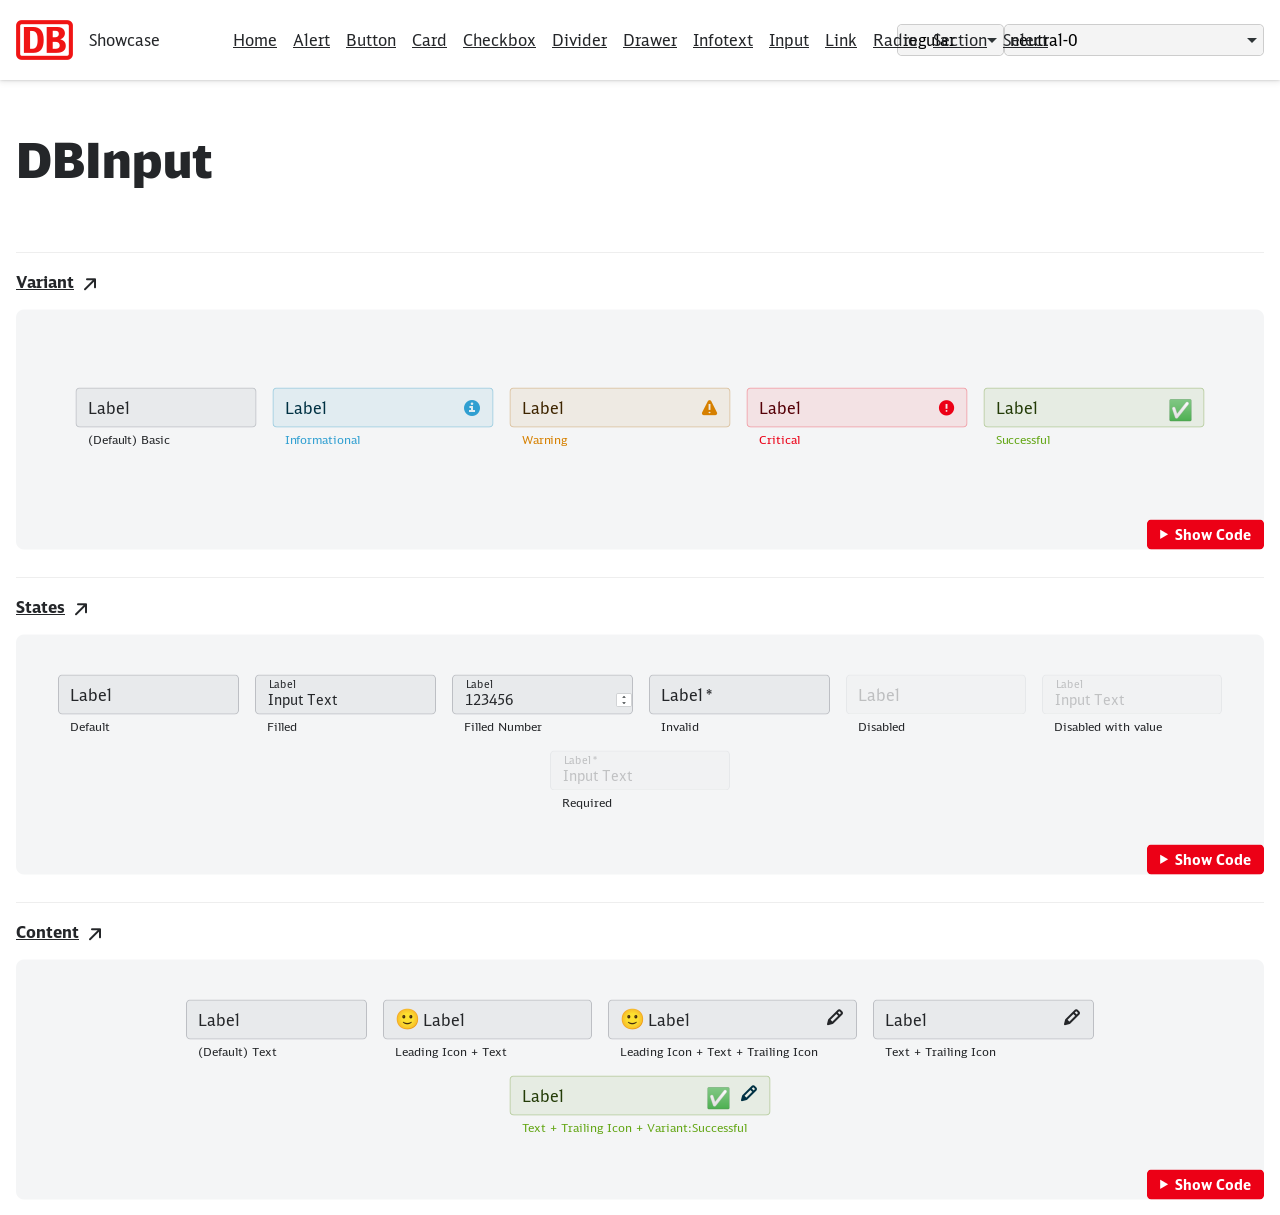 DB Showcase Home Alert Button Card Checkbox Divider Drawer Infotext Input Link Radio Section Select regular neutral-0
DBInput
Variant
Label Label Label Label Label
(Default) Basic Informational Warning Critical Successful
Show Code
States
Label Label Input Text Label 123456 Label * Label Label Input Text
Default Filled Filled Number Invalid Disabled Disabled with value
Label *
Input Text
Required
Show Code
Content
Label Label Label Label
(Default) Text Leading Icon + Text Leading Icon + Text + Trailing Icon Text + Trailing Icon
Label
Text + Trailing Icon + Variant:Successful
Show Code